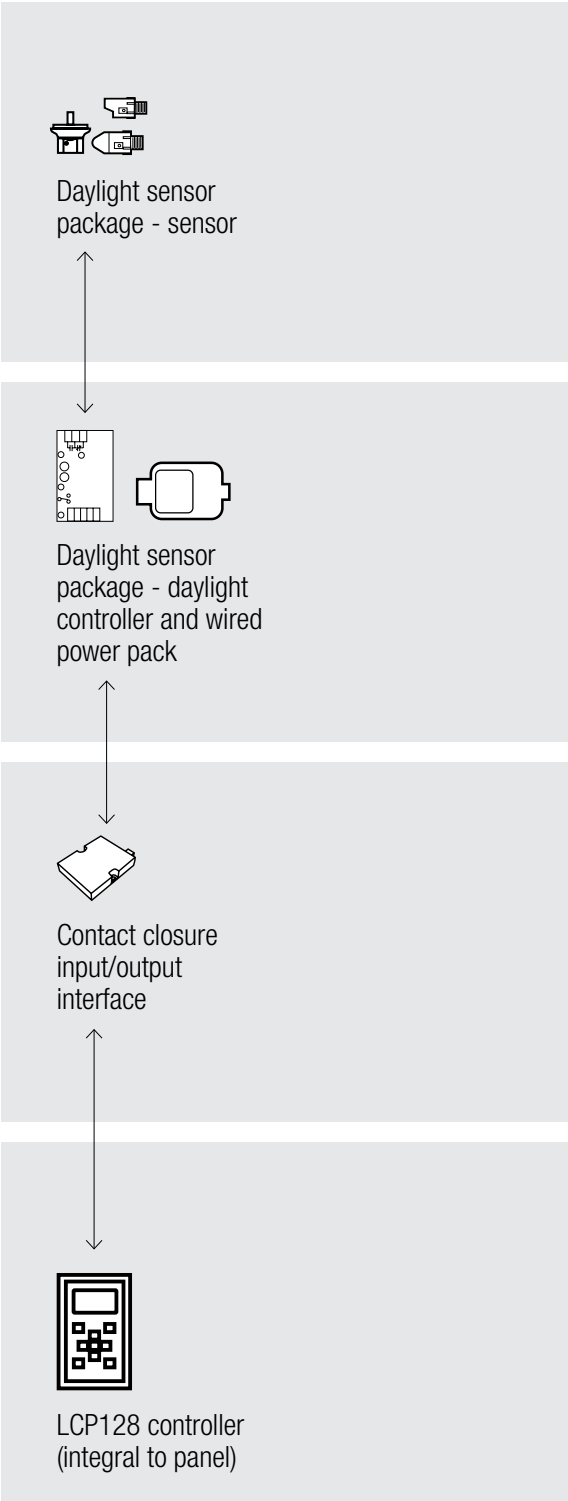 Daylight sensor
package - sensor
Daylight sensor
package - daylight
controller and wired
power pack
Contact closure
input/output
interface
LCP128 controller
(integral to panel)